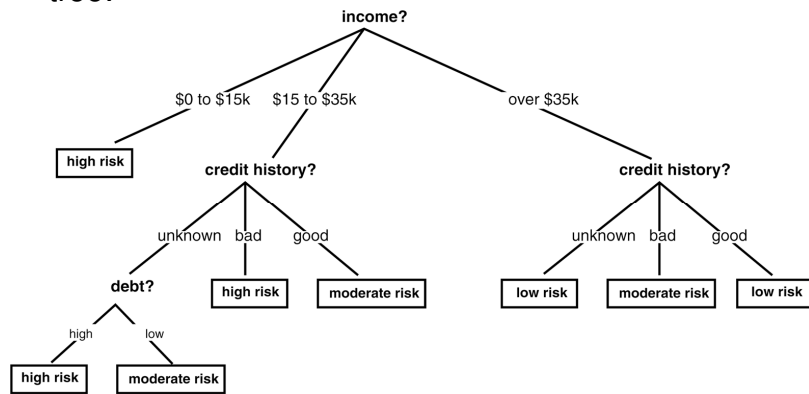 income?
$0 to $15k $15 to $35k over $35k
high risk
credit history? credit history?
unknown bad good unknown bad good
debt? high risk moderate risk low risk moderate risk low risk
high low
high risk moderate risk